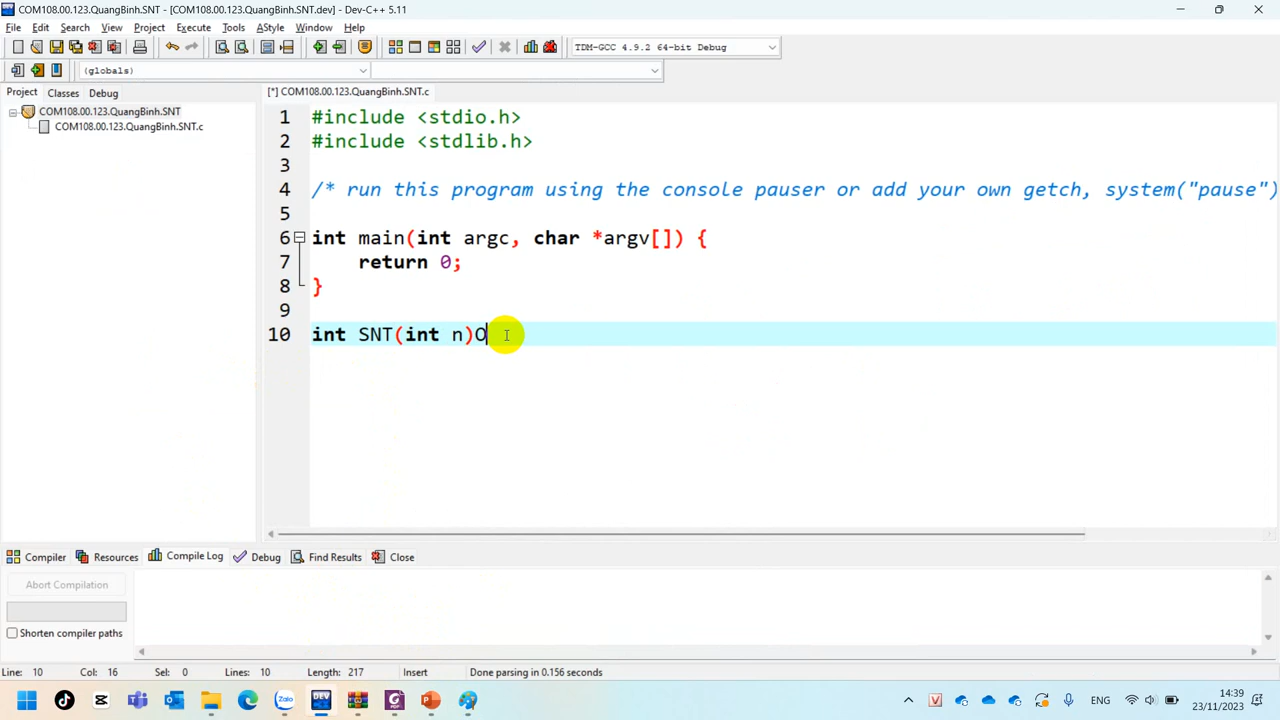 COM108.00.123.QuangBinh.SNT - [COM108.00.123.QuangBinh.SNT.dev] - Dev-C++ 5.11
File Edit Search View Project Execute Tools AStyle Window Help
TDM-GCC 4.9.2 64-bit Debug
(globals)
Project Classes Debug
[*] COM108.00.123.QuangBinh.SNT.c
COM108.00.123.QuangBinh.SNT
COM108.00.123.QuangBinh.SNT.c
1 #include <stdio.h>
2 #include <stdlib.h>
3
4 /* run this program using the console pauser or add your own getch, system("pause")
5
6 int main(int argc, char *argv[]) {
7 return 0;
8 }
9
10 int SNT(int n)O
Compiler Resources Compile Log Debug Find Results Close
Abort Compilation
Shorten compiler paths
Line: 10 Col: 16 Sel: 0 Lines: 10 Length: 217 Insert Done parsing in 0.156 seconds
Zalo DEV V ENG 14:39
23/11/2023